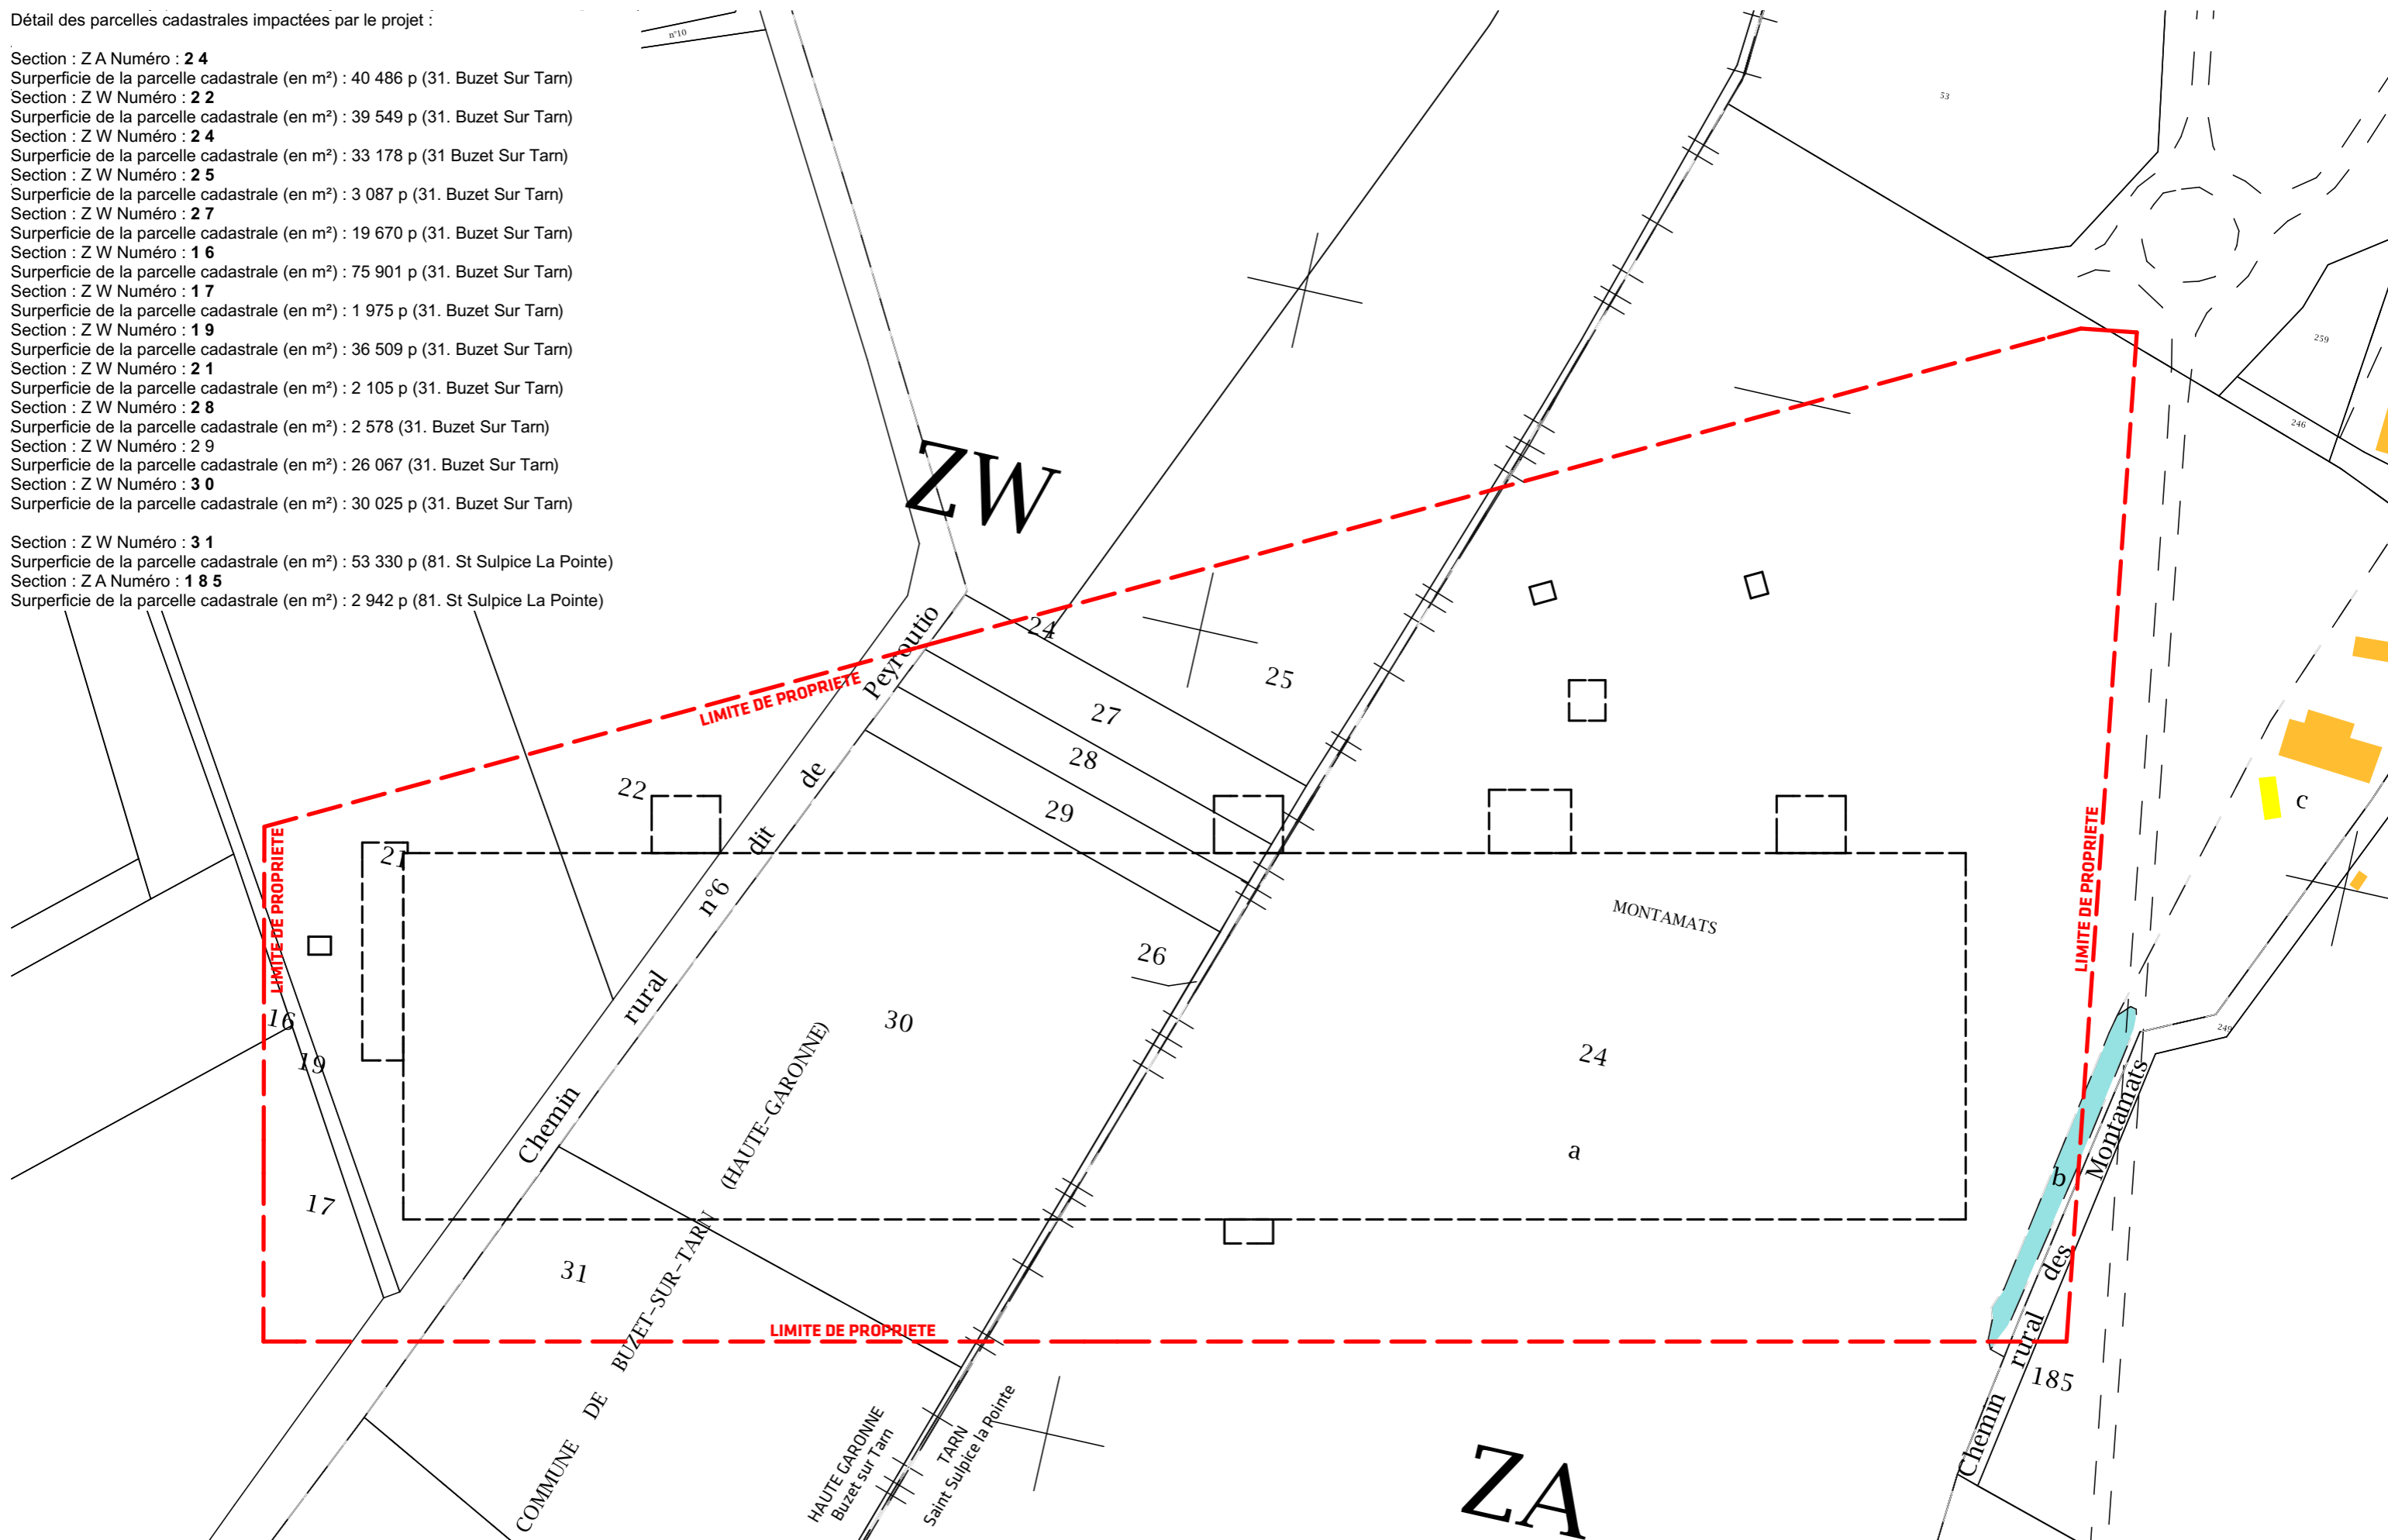 Détail des parcelles cadastrales impactées par le projet :
Section : Z A Numéro : 2 4
Surperficie de la parcelle cadastrale (en m²) : 40 486 p (31. Buzet Sur Tarn)
Section : Z W Numéro : 2 2
Surperficie de la parcelle cadastrale (en m²) : 39 549 p (31. Buzet Sur Tarn)
Section : Z W Numéro : 2 4
Surperficie de la parcelle cadastrale (en m²) : 33 178 p (31 Buzet Sur Tarn)
Section : Z W Numéro : 2 5
Surperficie de la parcelle cadastrale (en m²) : 3 087 p (31. Buzet Sur Tarn)
Section : Z W Numéro : 2 7
Surperficie de la parcelle cadastrale (en m²) : 19 670 p (31. Buzet Sur Tarn)
Section : Z W Numéro : 1 6
Surperficie de la parcelle cadastrale (en m²) : 75 901 p (31. Buzet Sur Tarn)
Section : Z W Numéro : 1 7
Surperficie de la parcelle cadastrale (en m²) : 1 975 p (31. Buzet Sur Tarn)
Section : Z W Numéro : 1 9
Surperficie de la parcelle cadastrale (en m²) : 36 509 p (31. Buzet Sur Tarn)
Section : Z W Numéro : 2 1
Surperficie de la parcelle cadastrale (en m²) : 2 105 p (31. Buzet Sur Tarn)
Section : Z W Numéro : 2 8
Surperficie de la parcelle cadastrale (en m²) : 2 578 (31. Buzet Sur Tarn)
Section : Z W Numéro : 2 9
Surperficie de la parcelle cadastrale (en m²) : 26 067 (31. Buzet Sur Tarn)
Section : Z W Numéro : 3 0
Surperficie de la parcelle cadastrale (en m²) : 30 025 p (31. Buzet Sur Tarn)
Section : Z W Numéro : 3 1
Surperficie de la parcelle cadastrale (en m²) : 53 330 p (81. St Sulpice La Pointe)
Section : Z A Numéro : 1 8 5
Surperficie de la parcelle cadastrale (en m²) : 2 942 p (81. St Sulpice La Pointe)
n°10
53
259
246
ZW
24
25
27
28
29
22
21
LIMITE DE PROPRIETE
LIMITE DE PROPRIETE
LIMITE DE PROPRIETE
LIMITE DE PROPRIETE
Chemin rural n°6 dit de Peyroutio
c
MONTAMATS
26
30
24
16
19
17
a
b
249
31
185
Chemin rural des Montamats
COMMUNE DE BUZET-SUR-TARN (HAUTE-GARONNE)
HAUTE GARONNE
Buzet sur Tarn
TARN
Saint Sulpice la Pointe
ZA